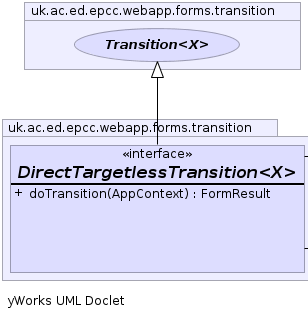 uk.ac.ed.epcc.webapp.forms.transition
Transition<X>
uk.ac.ed.epcc.webapp.forms.transition
«interface»
DirectTargetlessTransition<X>
+ doTransition(AppContext) : FormResult
yWorks UML Doclet